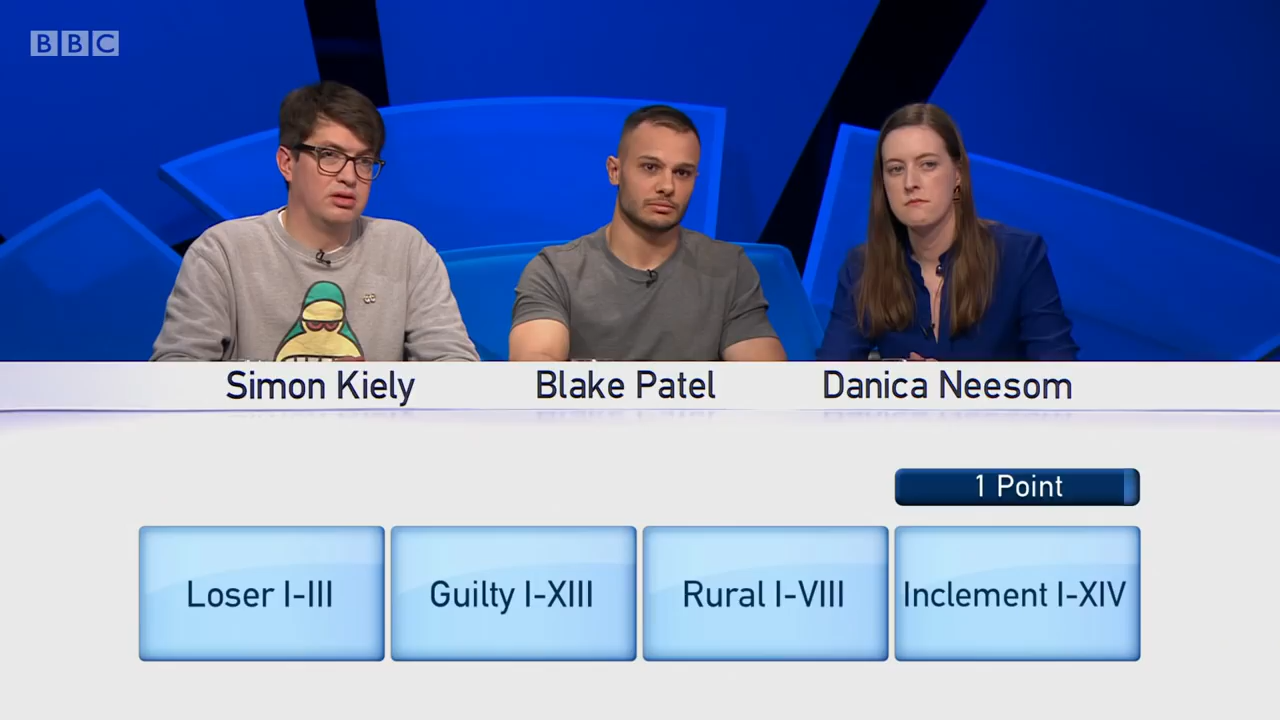 BBC
Simon Kiely
Blake Patel
Danica Neesom
1 Point
Loser I-III
Guilty I-XIII
Rural I-VIII
Inclement I-XIV